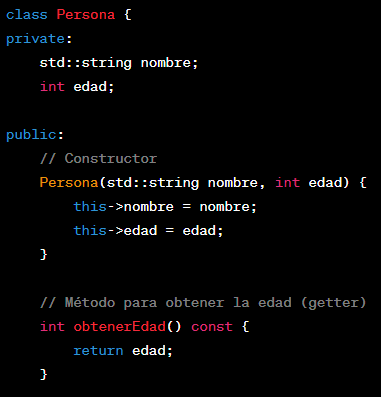 class Persona {
private:
    std::string nombre;
    int edad;

public:
    // Constructor
    Persona(std::string nombre, int edad) {
        this->nombre = nombre;
        this->edad = edad;
    }

    // Método para obtener la edad (getter)
    int obtenerEdad() const {
        return edad;
    }